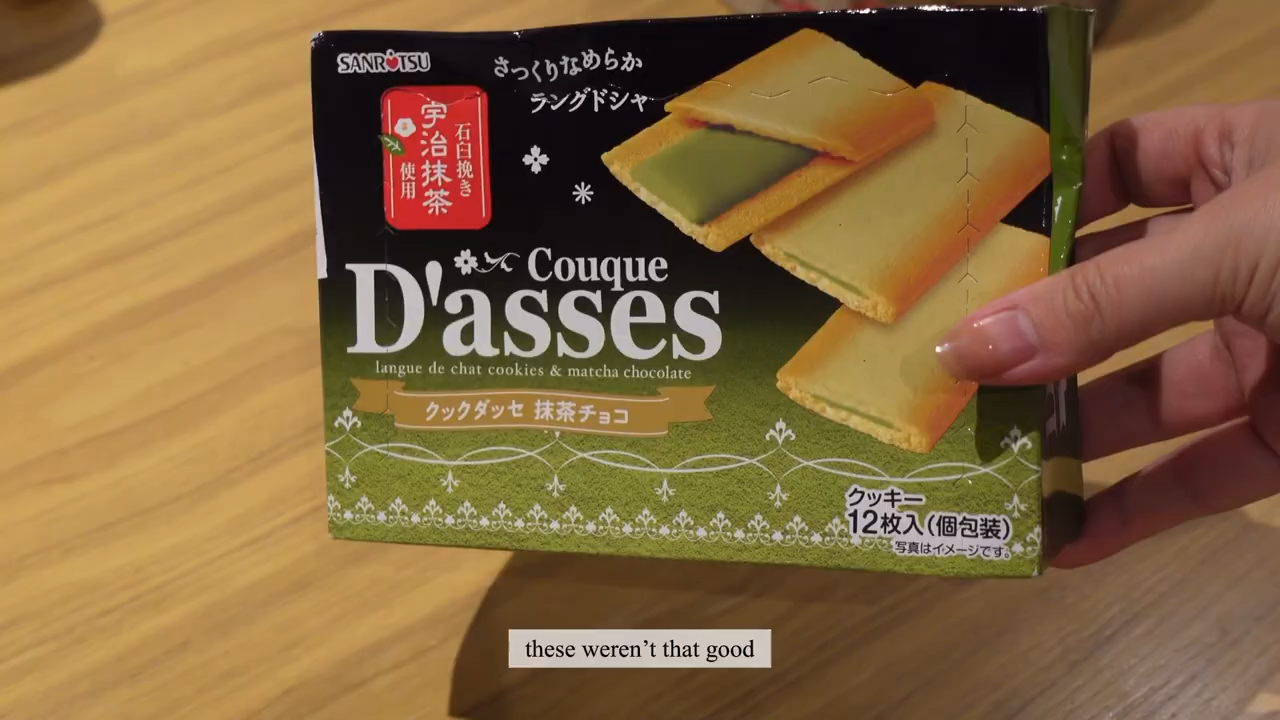 SANRITSU
さっくりなめらか
ラングドシャ
石臼挽き
宇治抹茶
使用
Couque
D'asses
langue de chat cookies & matcha chocolate
クックダッセ 抹茶チョコ
クッキー
12枚入(個包装)
写真はイメージです。
these weren't that good